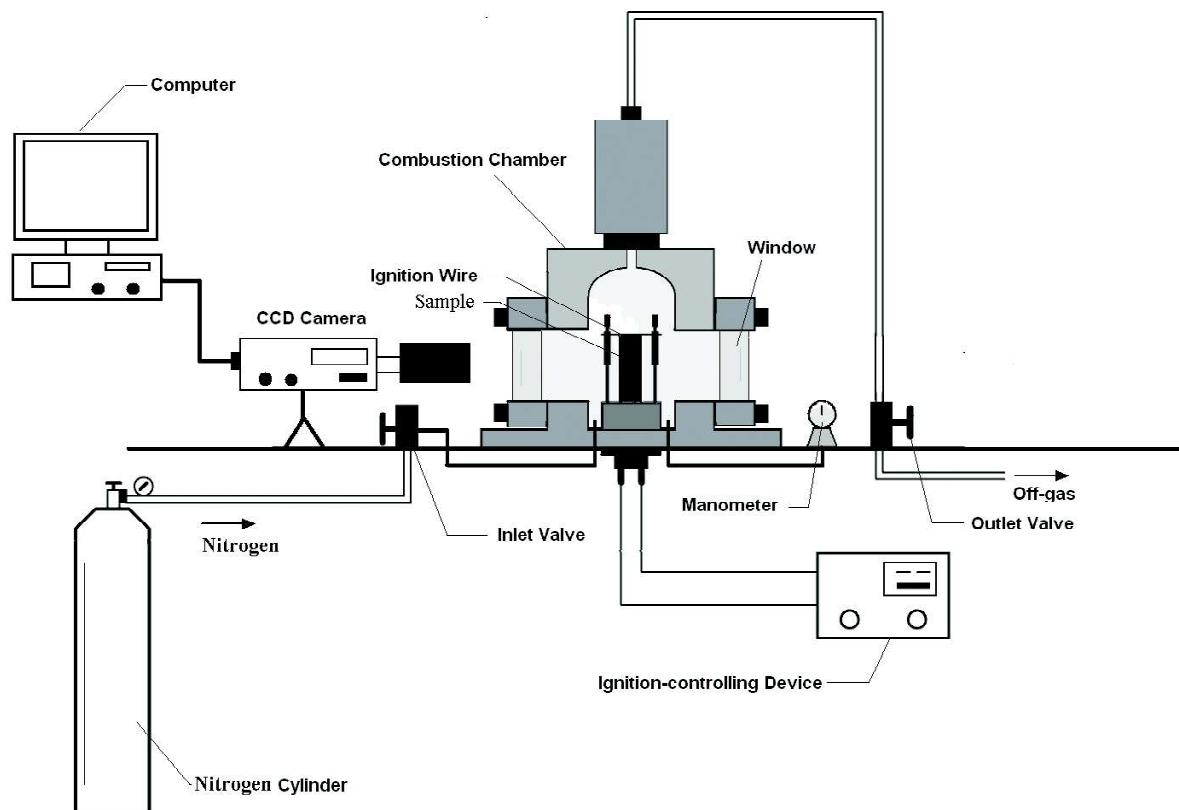 Computer
Combustion Chamber
Window
Ignition Wire
Sample
CCD Camera
Manometer
Off-gas
Outlet Valve
Inlet Valve
Nitrogen
Ignition-controlling Device
Nitrogen Cylinder